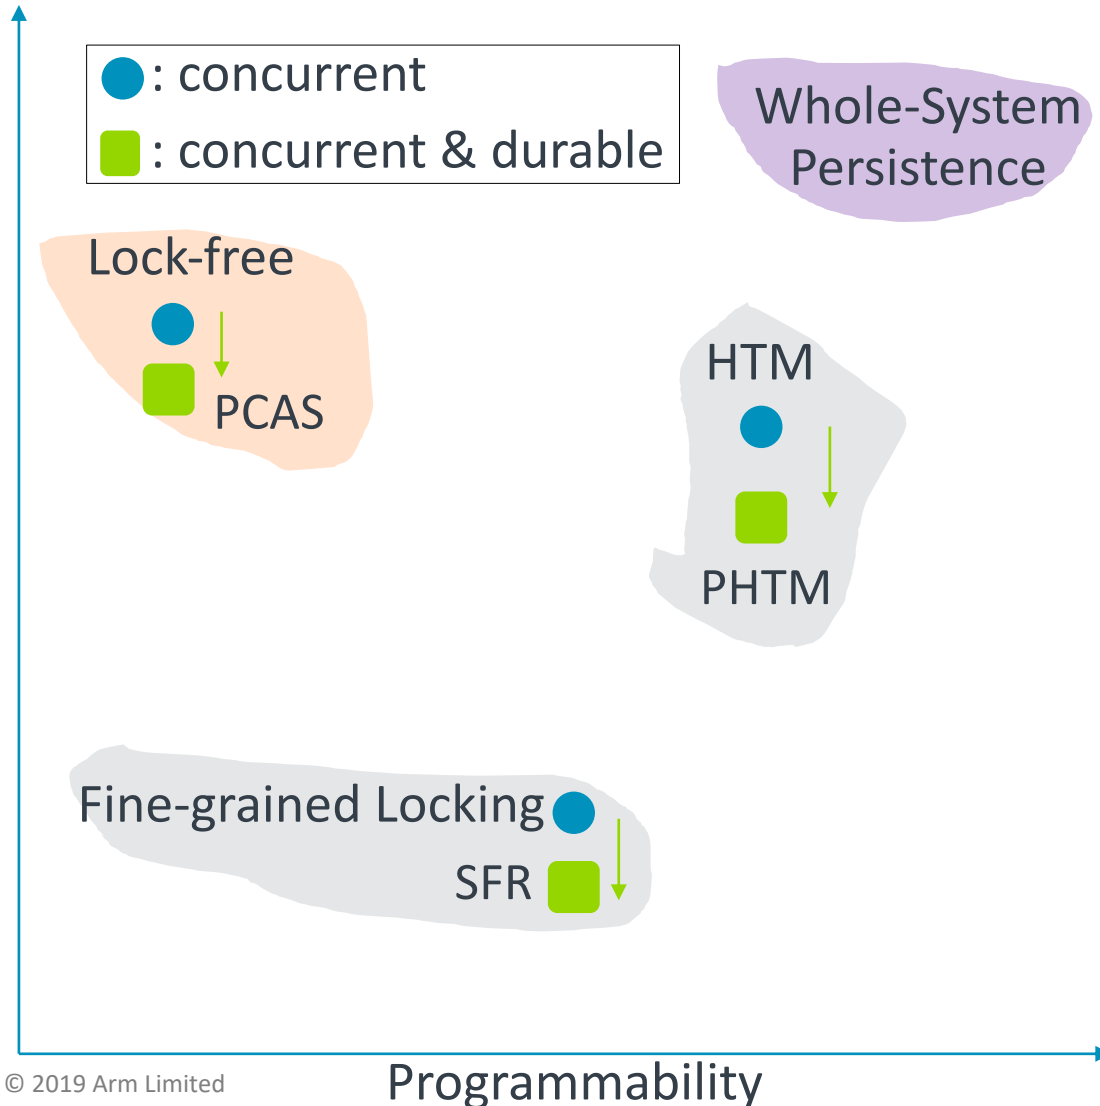 : concurrent
: concurrent & durable
Whole-System
Persistence
Lock-free
PCAS
HTM
PHTM
Fine-grained Locking
SFR
Programmability
© 2019 Arm Limited